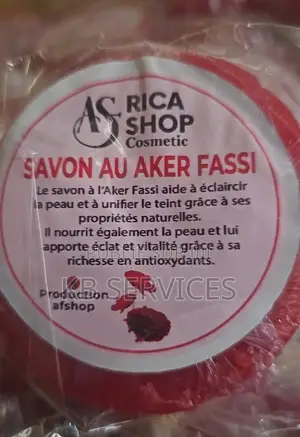 AS RICA
SHOP
Cosmetic
SAVON AU AKER FASSI
Le savon à l'Aker Fassi aide à éclaircir
la peau et à unifier le teint grâce à ses
propriétés naturelles.
Il nourrit également la peau et lui
apporte éclat et vitalité grâce à sa
richesse en antioxydants.
SERVICES
Production
afshop